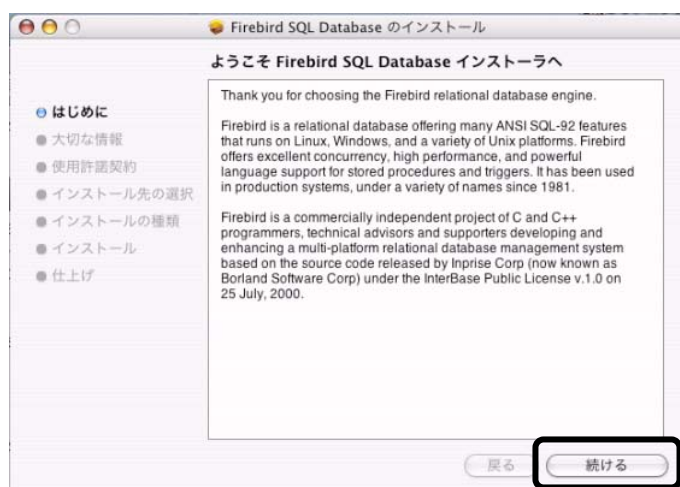 Firebird SQL Database のインストール
ようこそ Firebird SQL Database インストーラへ
はじめに
大切な情報
使用許諾契約
インストール先の選択
インストールの種類
インストール
仕上げ
Thank you for choosing the Firebird relational database engine.
Firebird is a relational database offering many ANSI SQL-92 features
that runs on Linux, Windows, and a variety of Unix platforms. Firebird
offers excellent concurrency, high performance, and powerful
language support for stored procedures and triggers. It has been used
in production systems, under a variety of names since 1981.
Firebird is a commercially independent project of C and C++
programmers, technical advisors and supporters developing and
enhancing a multi-platform relational database management system
based on the source code released by Inprise Corp (now known as
Borland Software Corp) under the InterBase Public License v.1.0 on
25 July, 2000.
戻る
続ける